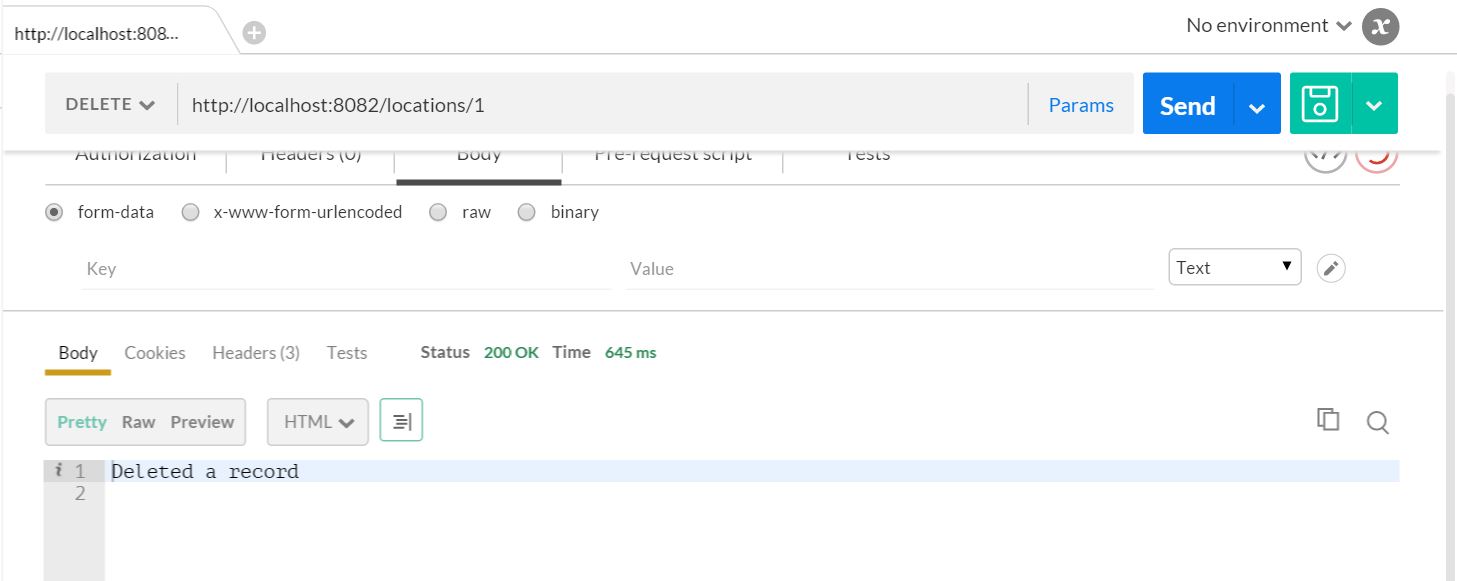 http://localhost:808...
No environment
DELETE http://localhost:8082/locations/1 Params Send
Authorization Headers (0) Body Pre-request script Tests
form-data x-www-form-urlencoded raw binary
Key Value Text
Body Cookies Headers (3) Tests Status 200 OK Time 645 ms
Pretty Raw Preview HTML
i 1 Deleted a record
2